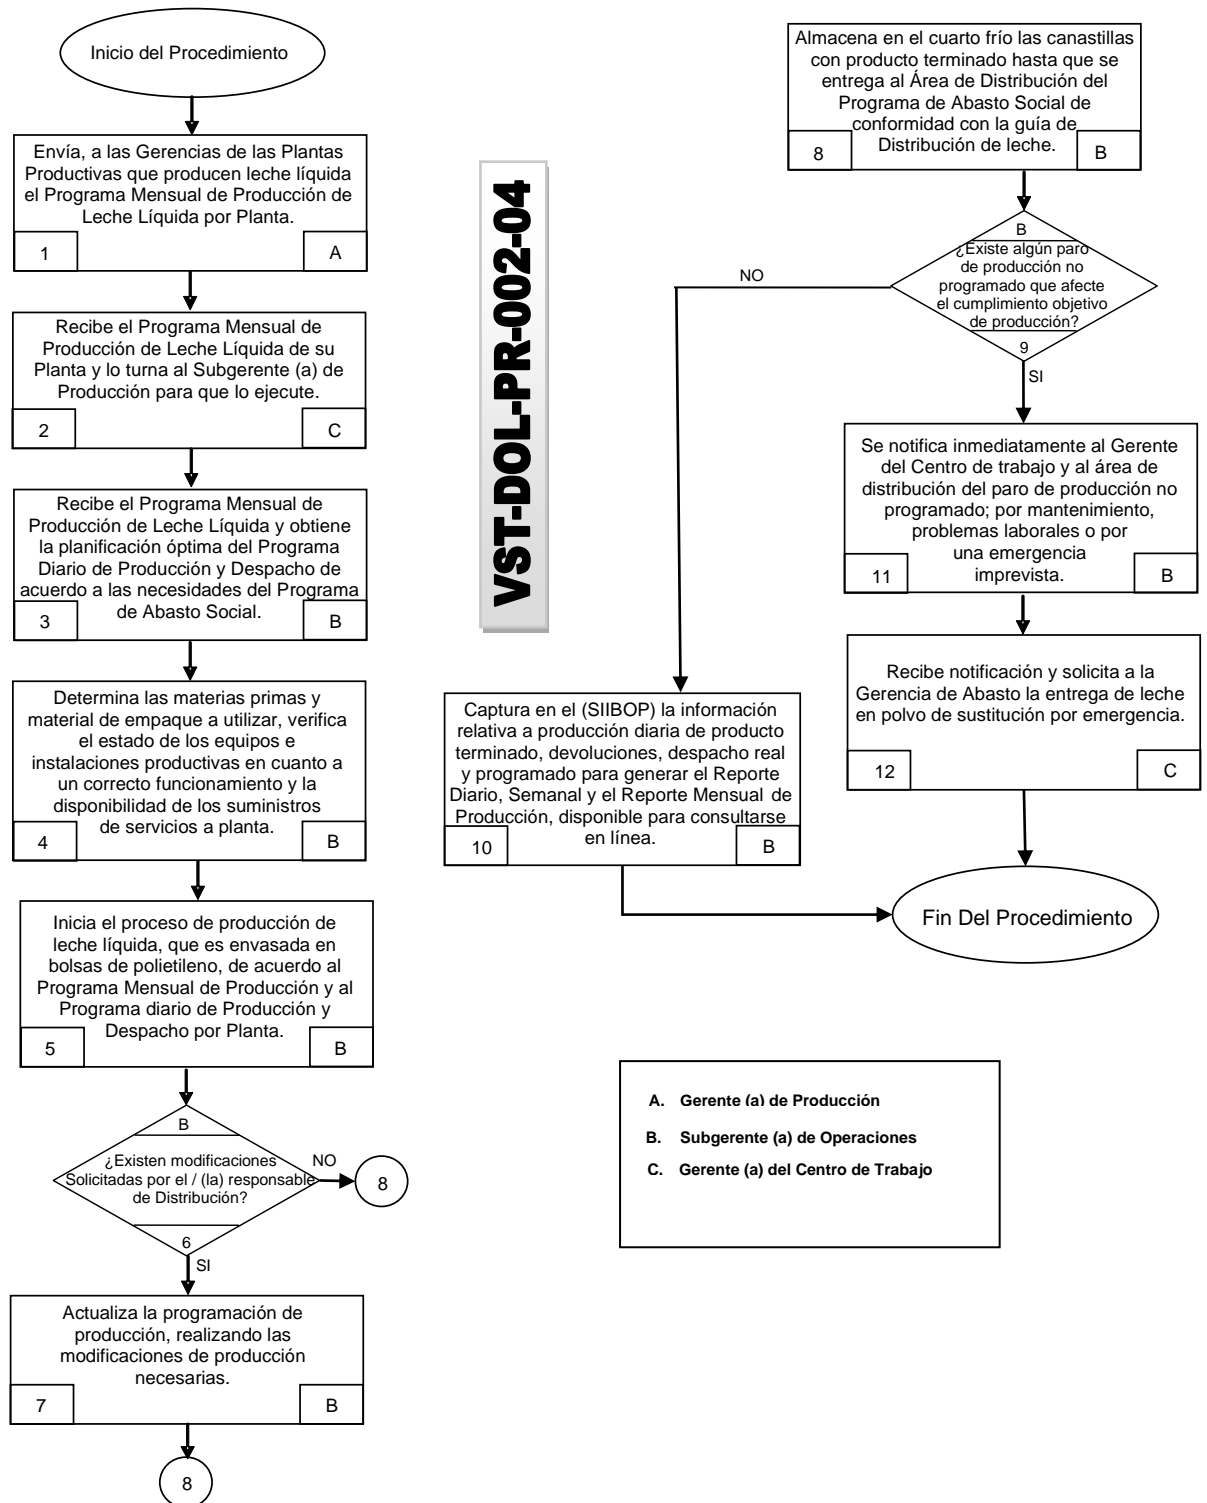 Inicio del Procedimiento
Envía, a las Gerencias de las Plantas
Productivas que producen leche líquida
el Programa Mensual de Producción de
Leche Líquida por Planta.
1
A
Recibe el Programa Mensual de
Producción de Leche Líquida de su
Planta y lo turna al Subgerente (a) de
Producción para que lo ejecute.
2
C
Recibe el Programa Mensual de
Producción de Leche Líquida y obtiene
la planificación óptima del Programa
Diario de Producción y Despacho de
acuerdo a las necesidades del Programa
de Abasto Social.
3
B
Determina las materias primas y
material de empaque a utilizar, verifica
el estado de los equipos e
instalaciones productivas en cuanto a
un correcto funcionamiento y la
disponibilidad de los suministros
de servicios a planta.
4
B
Inicia el proceso de producción de
leche líquida, que es envasada en
bolsas de polietileno, de acuerdo al
Programa Mensual de Producción y al
Programa diario de Producción y
Despacho por Planta.
5
B
B
¿Existen modificaciones
Solicitadas por el / (la) responsable
de Distribución?
6
NO
8
SI
Actualiza la programación de
producción, realizando las
modificaciones de producción
necesarias.
7
B
8
VST-DOL-PR-002-04
Almacena en el cuarto frío las canastillas
con producto terminado hasta que se
entrega al Área de Distribución del
Programa de Abasto Social de
conformidad con la guía de
Distribución de leche.
8
B
B
¿Existe algún paro
de producción no
programado que afecte
el cumplimiento objetivo
de producción?
9
NO
SI
Se notifica inmediatamente al Gerente
del Centro de trabajo y al área de
distribución del paro de producción no
programado; por mantenimiento,
problemas laborales o por
una emergencia
imprevista.
11
B
Recibe notificación y solicita a la
Gerencia de Abasto la entrega de leche
en polvo de sustitución por emergencia.
12
C
Captura en el (SIIBOP) la información
relativa a producción diaria de producto
terminado, devoluciones, despacho real
y programado para generar el Reporte
Diario, Semanal y el Reporte Mensual de
Producción, disponible para consultarse
en línea.
10
B
Fin Del Procedimiento
A. Gerente (a) de Producción
B. Subgerente (a) de Operaciones
C. Gerente (a) del Centro de Trabajo